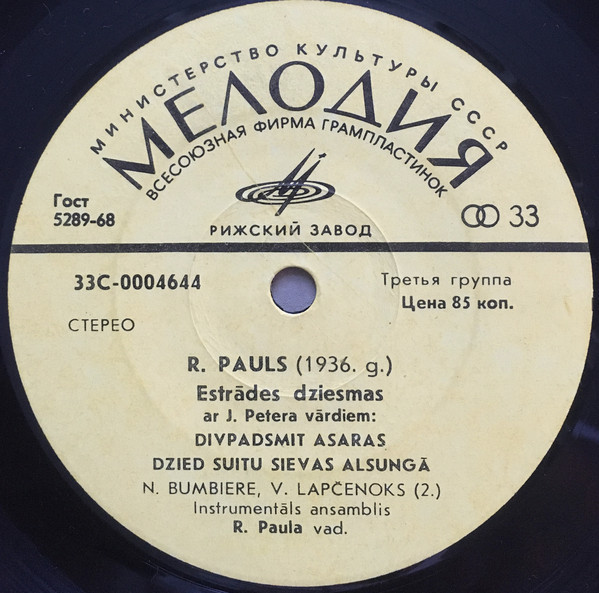 МИНИСТЕРСТВО КУЛЬТУРЫ СССР
МЕЛОДИЯ
ВСЕСОЮЗНАЯ ФИРМА ГРАМПЛАСТИНОК
Гост
5289-68
33
РИЖСКИЙ ЗАВОД
33С-0004644
Третья группа
Цена 85 коп.
СТЕРЕО
R. PAULS (1936. g.)
Estrādes dziesmas
ar J. Petera vārdiem:
DIVPADSMIT ASARAS
DZIED SUITU SIEVAS ALSUNGĀ
N. BUMBIERE, V. LAPČENOKS (2.)
Instrumentāls ansamblis
R. Paula vad.